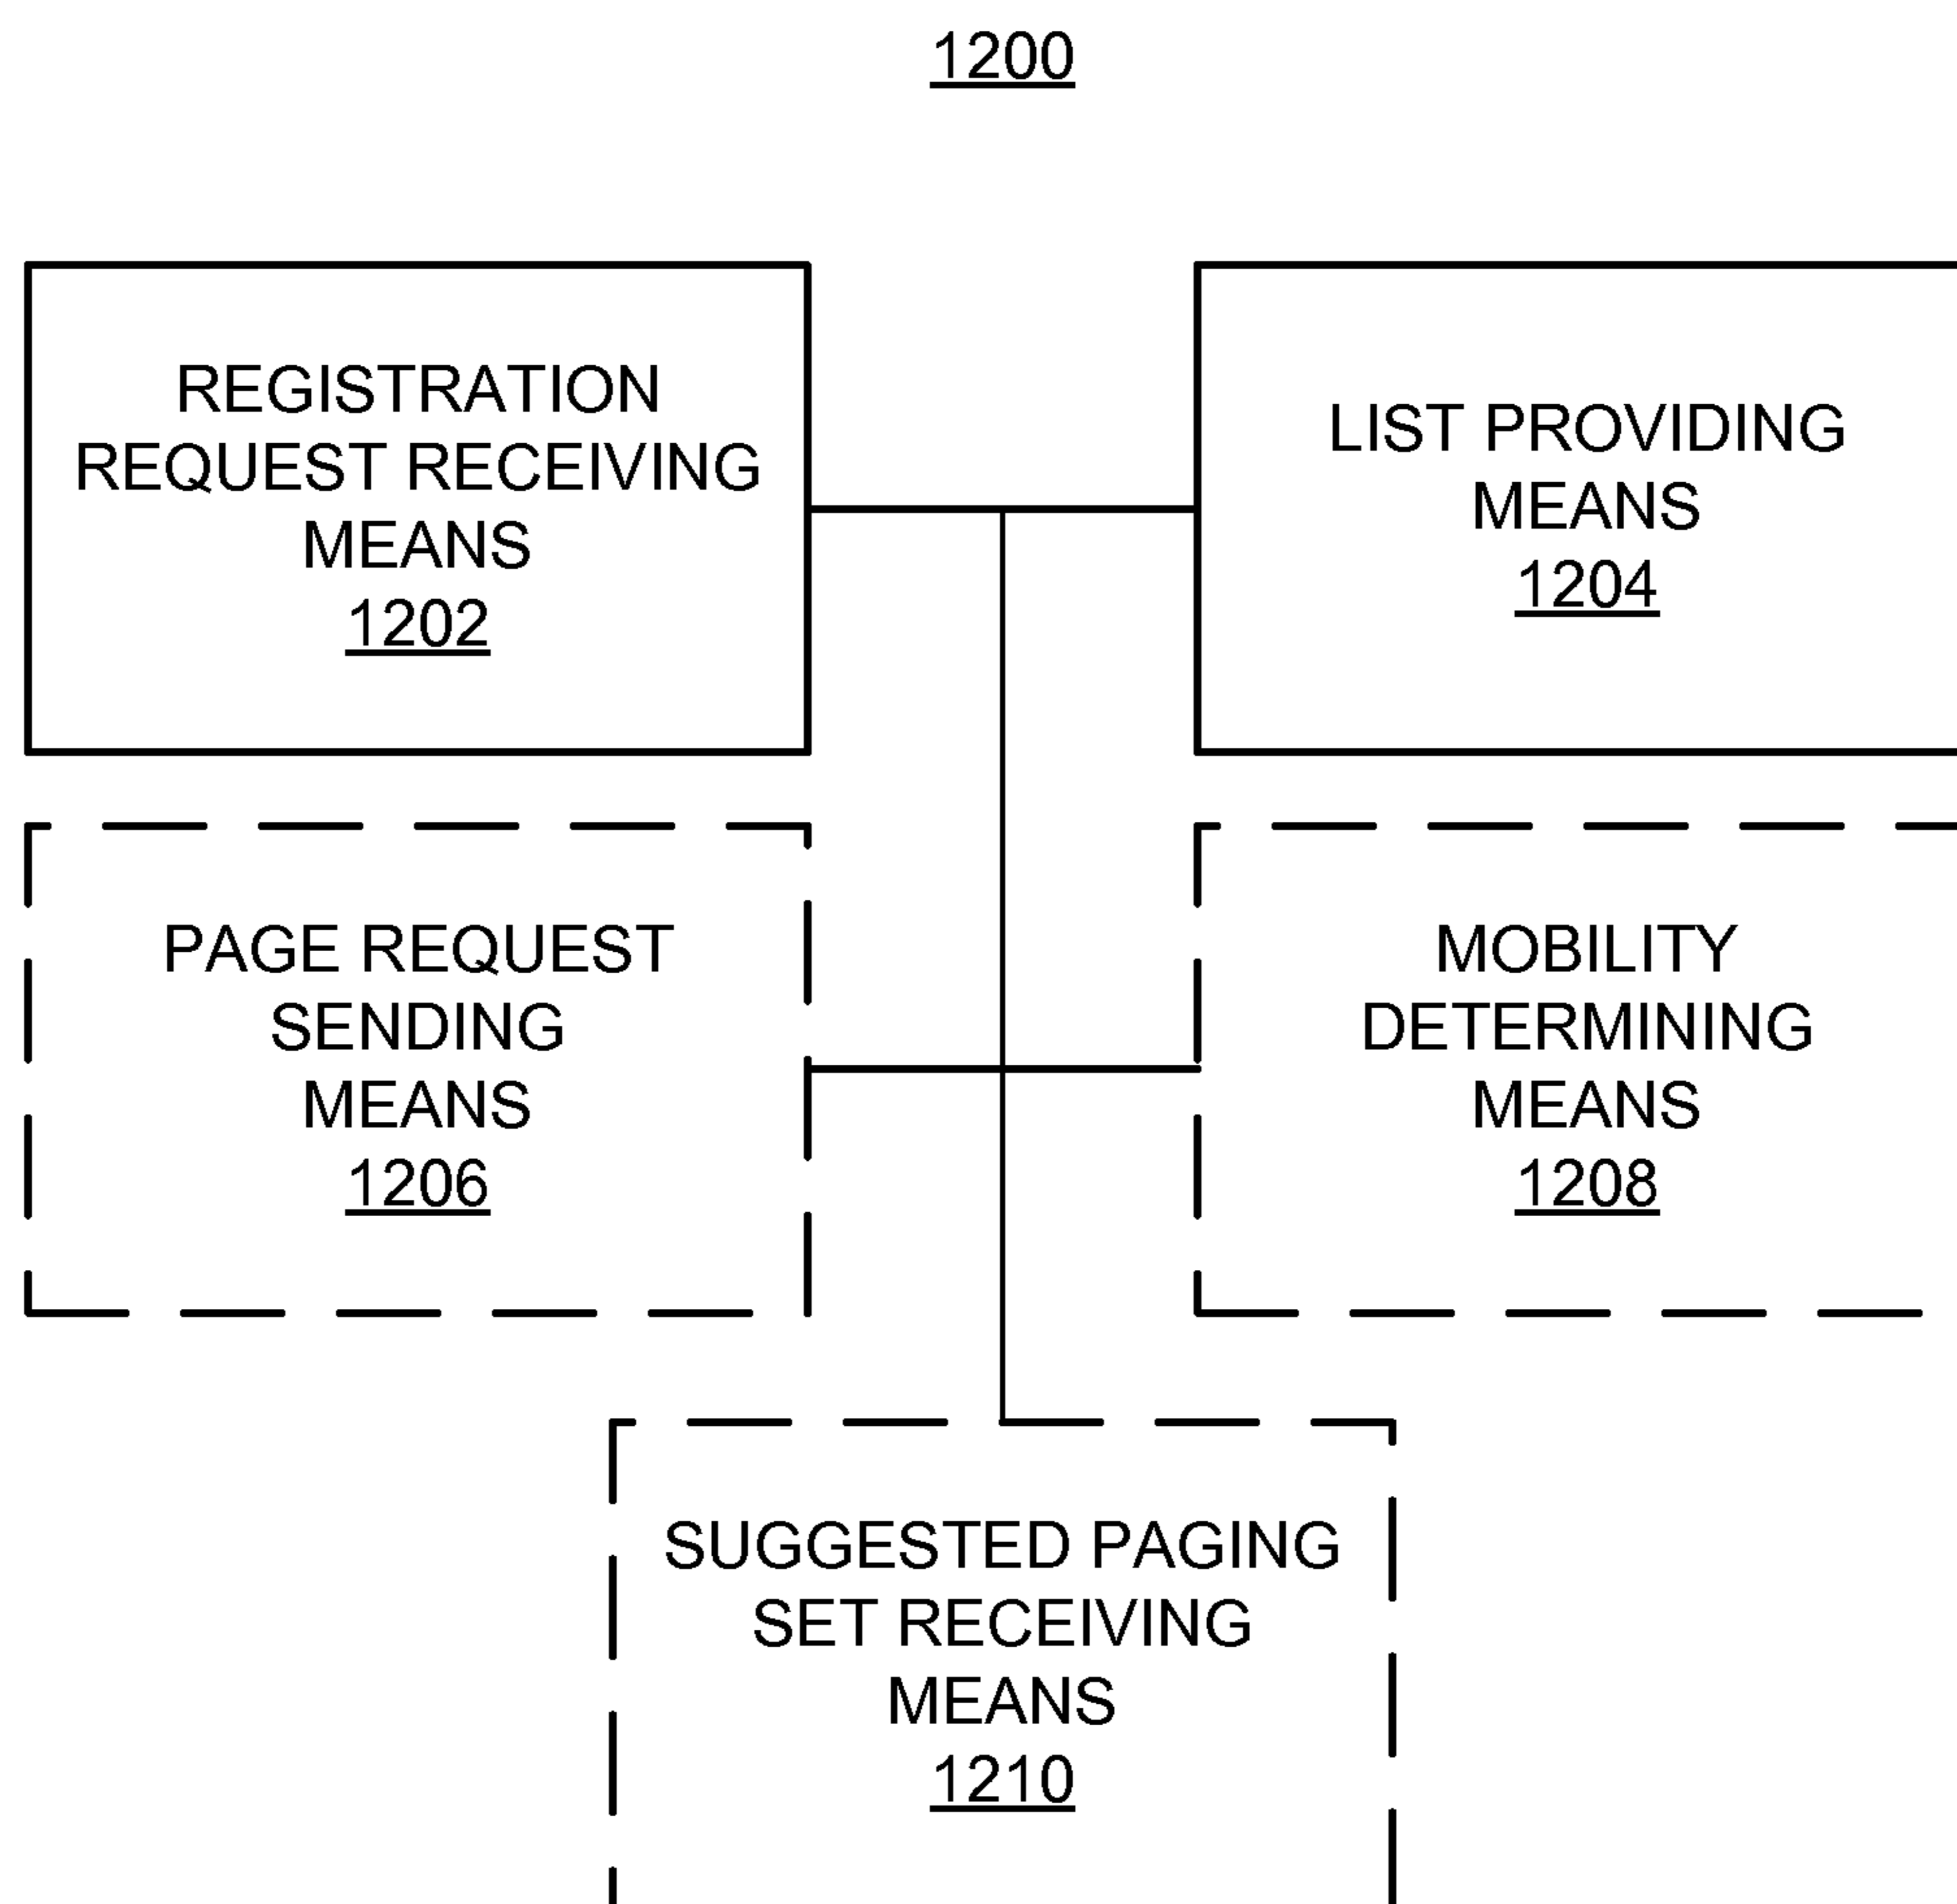 1200
REGISTRATION
REQUEST RECEIVING
MEANS
1202
LIST PROVIDING
MEANS
1204
PAGE REQUEST
SENDING
MEANS
1206
MOBILITY
DETERMINING
MEANS
1208
SUGGESTED PAGING
SET RECEIVING
MEANS
1210